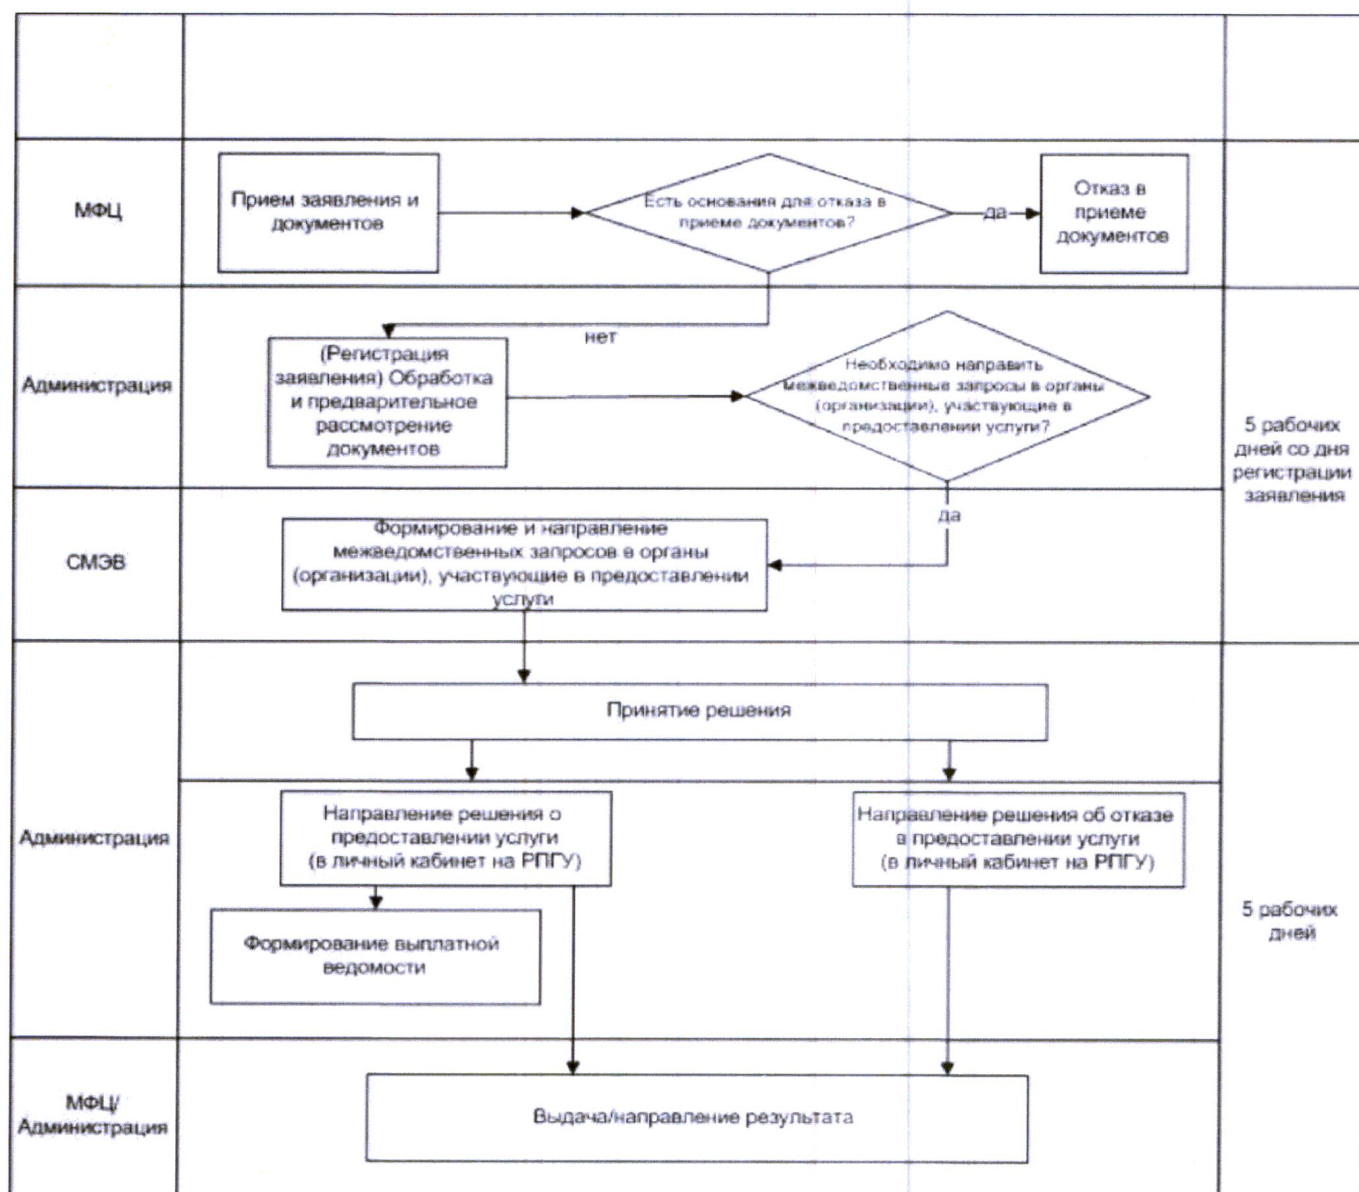 МФЦ
Прием заявления и
документов
Есть основания для отказа в
приеме документов?
да
Отказ в
приеме
документов
нет
Администрация
(Регистрация
заявления) Обработка
и предварительное
рассмотрение
документов
Необходимо направить
межведомственные запросы в органы
(организации), участвующие в
предоставлении услуги?
5 рабочих
дней со дня
регистрации
заявления
да
СМЭВ
Формирование и направление
межведомственных запросов в органы
(организации), участвующие в предоставлении
услуги
Администрация
Принятие решения
Направление решения о
предоставлении услуги
(в личный кабинет на РПГУ)
Направление решения об отказе
в предоставлении услуги
(в личный кабинет на РПГУ)
Формирование выплатной
ведомости
5 рабочих
дней
МФЦ/
Администрация
Выдача/направление результата